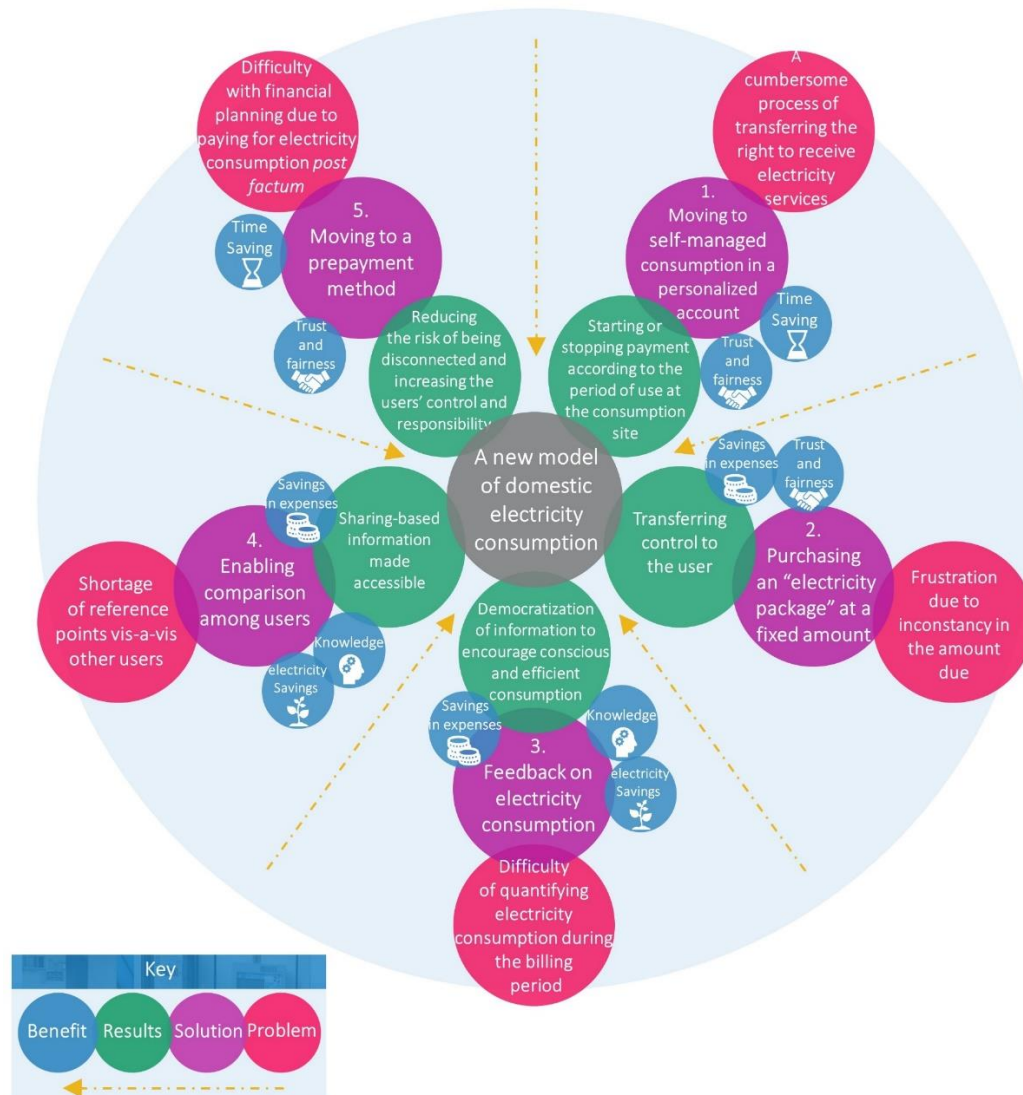 A
cumbersome
process of
transferring the
right to receive
electricity
services
1.
Moving to
self-managed
consumption in a
personalized
account
Time
Saving
Trust
and
fairness
Starting or
stopping payment
according to the
period of use at
the consumption
site
Savings
in expenses
Trust
and
fairness
2.
Purchasing
an “electricity
package” at a
fixed amount
Frustration
due to
inconstancy in
the amount
due
Transferring
control to
the user
A new model
of domestic
electricity
consumption
Democratization
of information to
encourage conscious
and efficient
consumption
Savings
in expenses
Knowledge
electricity
Savings
3.
Feedback on
electricity
consumption
Difficulty
of quantifying
electricity
consumption during
the billing
period
Sharing-based
information
made
accessible
Savings
in expenses
4.
Enabling
comparison
among users
Knowledge
electricity
Savings
Shortage
of reference
points vis-a-vis
other users
Difficulty
with financial
planning due to
paying for electricity
consumption post
factum
5.
Moving to a
prepayment
method
Time
Saving
Trust
and
fairness
Reducing
the risk of being
disconnected and
increasing the
users’ control and
responsibility
Key
Benefit Results Solution Problem